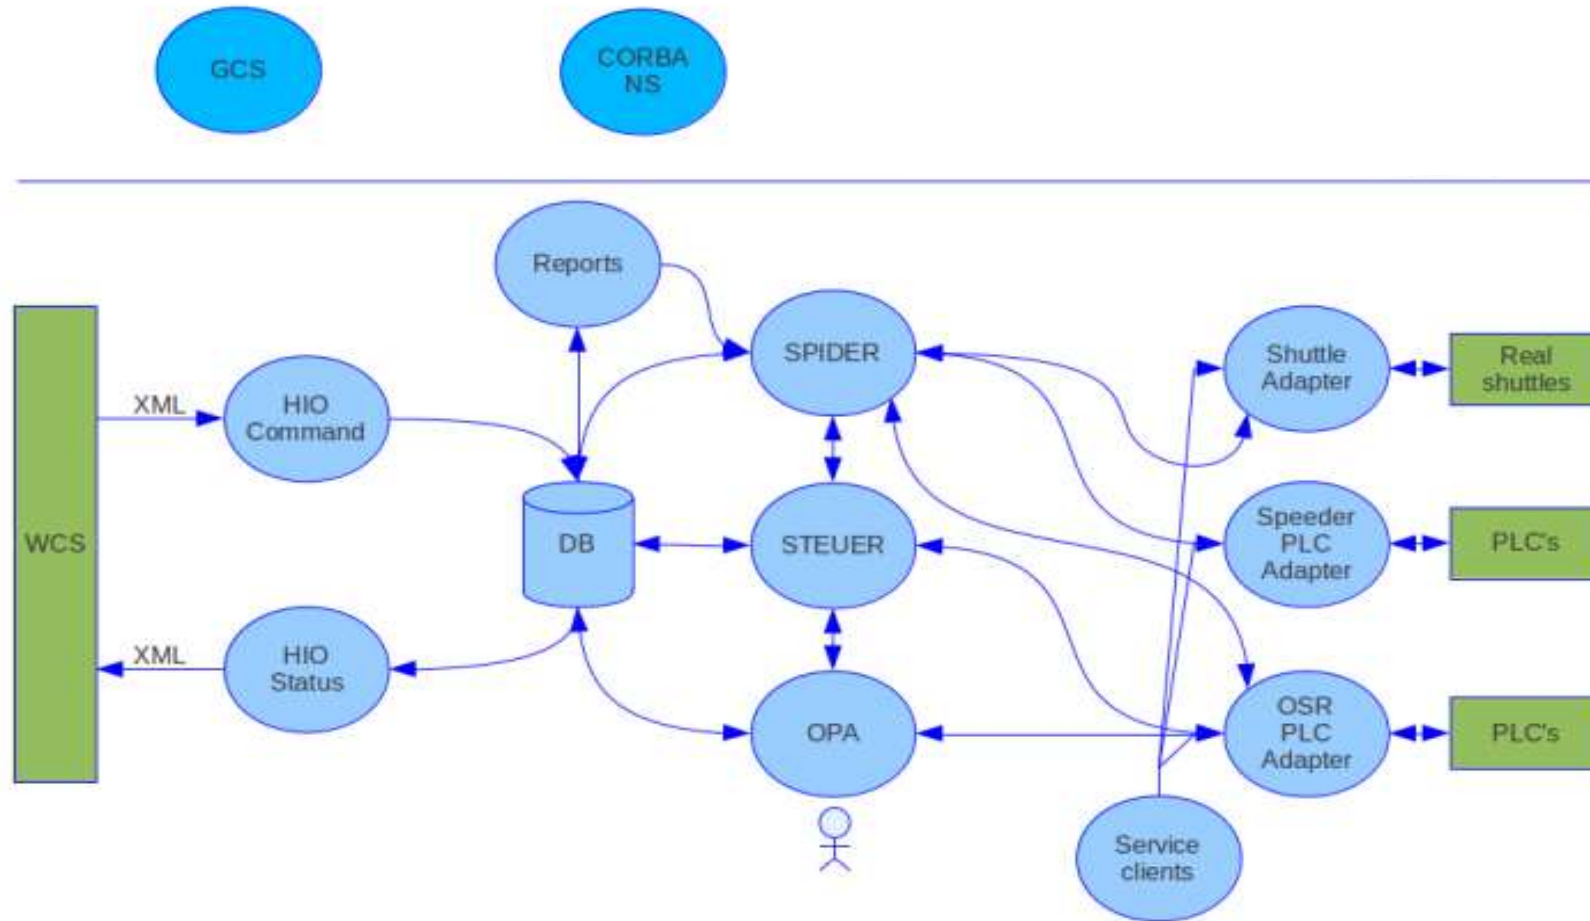 GCS
CORBA
NS
Reports
SPIDER
Shuttle
Adapter
Real
shuttles
XML
HIO
Command
WCS
DB
STEUER
Speeder
PLC
Adapter
PLC's
XML
HIO
Status
OPA
OSR
PLC
Adapter
PLC's
Service
clients